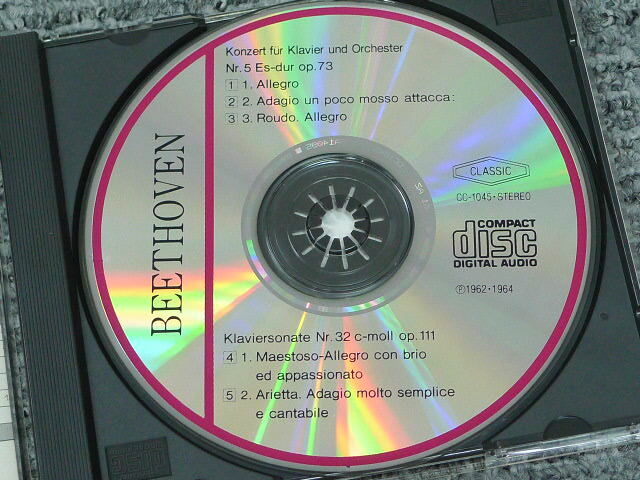 Konzert für Klavier und Orchester
Nr. 5 Es-dur op. 73
1 1. Allegro
2 2. Adagio un poco mosso attacca:
3 3. Roudo. Allegro
BEETHOVEN
CLASSIC
CC-1045・STEREO
COMPACT
disc
DIGITAL AUDIO
Ⓟ1962・1964
Klaviersonate Nr. 32 c-moll op. 111
4 1. Maestoso-Allegro con brio
ed appassionato
5 2. Arietta. Adagio molto semplice
e cantabile